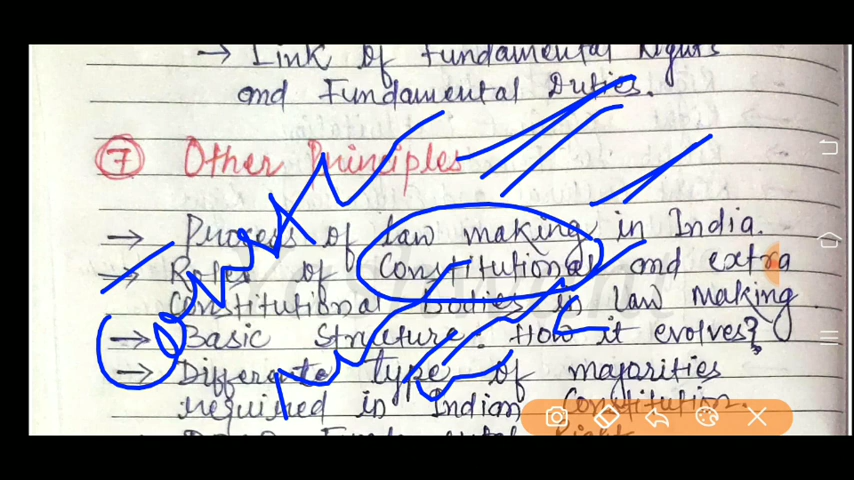 → Link of Fundamental Rights
and Fundamental Duties.
⑦ Other Principles
→ Process of law making in India.
→ Roles of Constitutional and extra
Constitutional Bodies in law making
→ Basic Structure. How it evolves?
→ Different type of majorities
required in Indian Constitution.